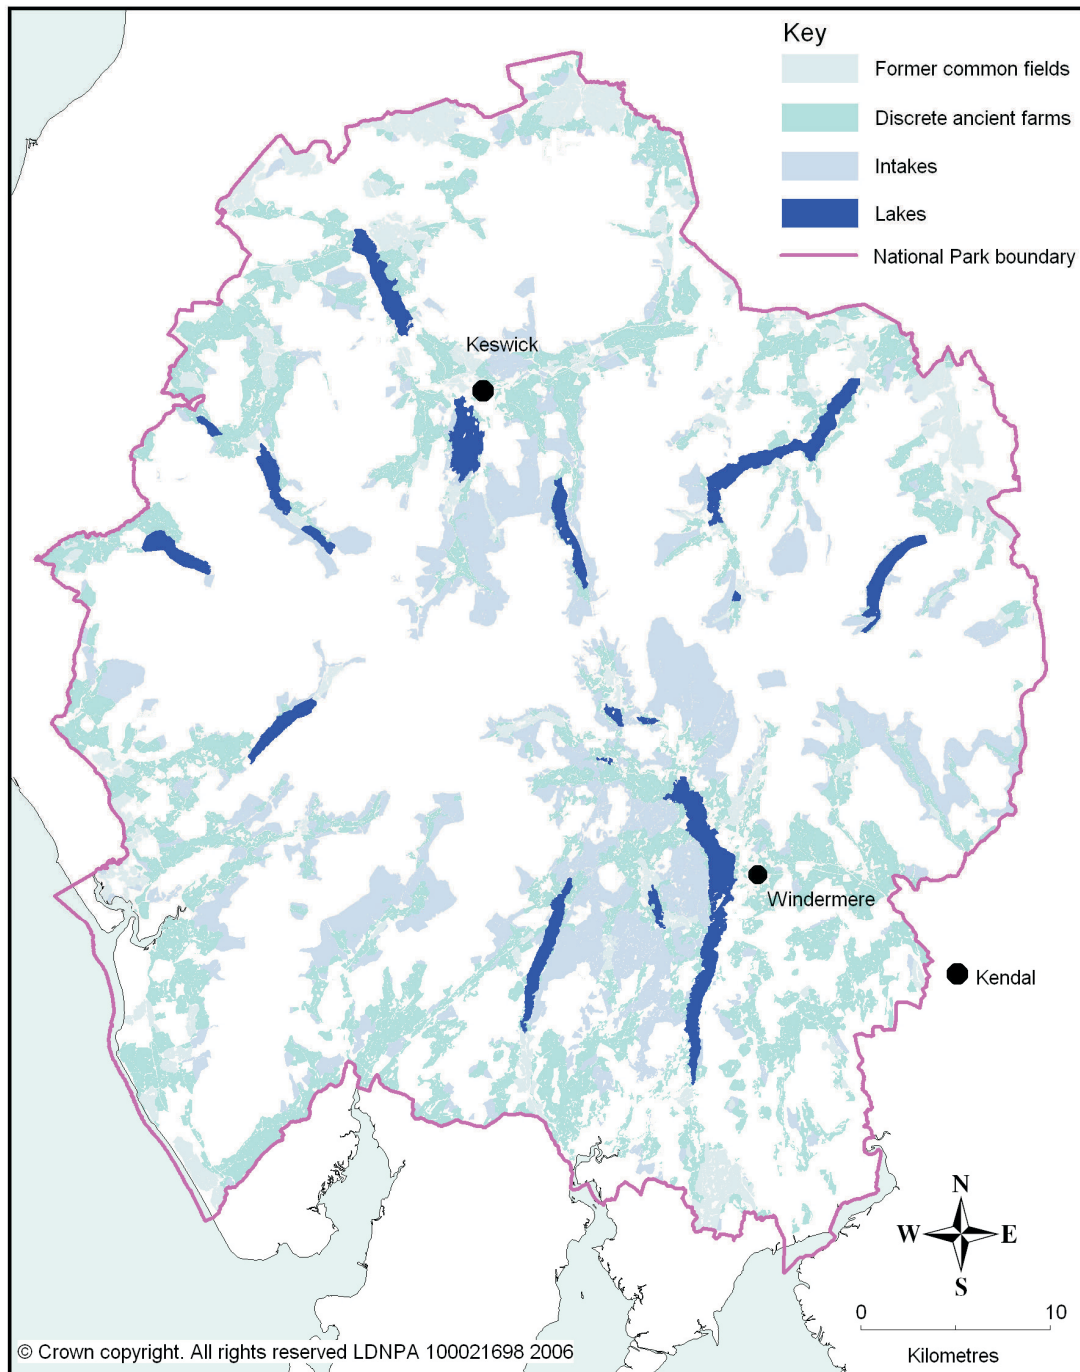 Key
Former common fields
Discrete ancient farms
Intakes
Lakes
National Park boundary
Keswick
Windermere
Kendal
N
W E
S
0 10
Kilometres
© Crown copyright. All rights reserved LDNPA 100021698 2006